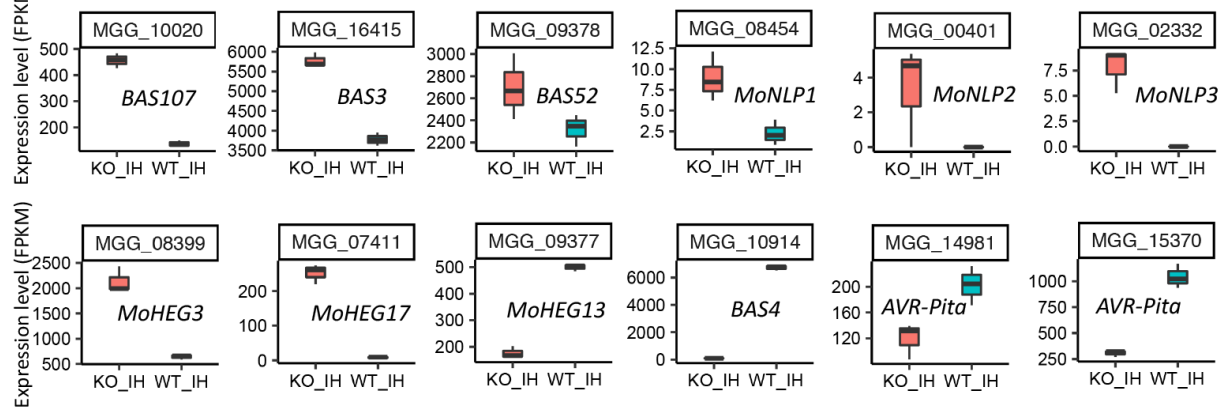 Expression level (FPKM
MGG_10020
500
400
300
200
BAS107
KO_IH WT_IH
MGG_16415
6000
5500
5000
4500
4000
3500
BAS3
KO_IH WT_IH
MGG_09378
3000
2800
2600
2400
2200
BAS52
KO_IH WT_IH
MGG_08454
12.5
10.0
7.5
5.0
2.5
MoNLP1
KO_IH WT_IH
MGG_00401
4
2
0
MoNLP2
KO_IH WT_IH
MGG_02332
7.5
5.0
2.5
0.0
MoNLP3
KO_IH WT_IH
Expression level (FPKM)
MGG_08399
2500
2000
1500
1000
500
MoHEG3
KO_IH WT_IH
MGG_07411
200
100
0
MoHEG17
KO_IH WT_IH
MGG_09377
500
400
300
200
MoHEG13
KO_IH WT_IH
MGG_10914
6000
4000
2000
0
BAS4
KO_IH WT_IH
MGG_14981
200
160
120
AVR-Pita
KO_IH WT_IH
MGG_15370
1000
750
500
250
AVR-Pita
KO_IH WT_IH